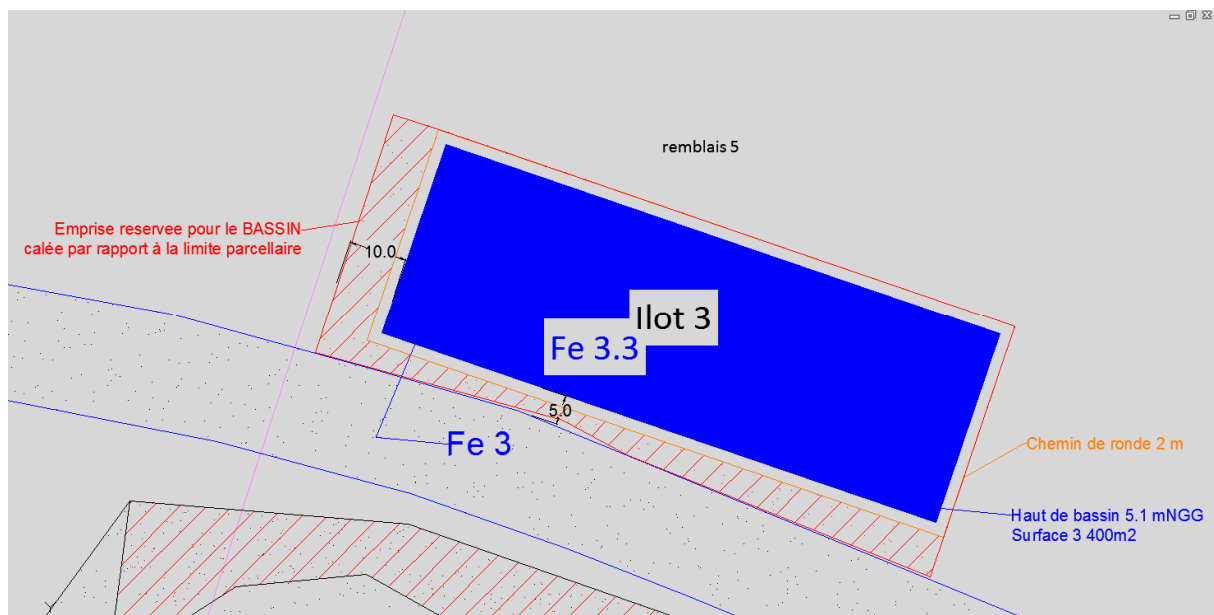 remblais 5
Emprise reservee pour le BASSIN
calée par rapport à la limite parcellaire
10.0
Ilot 3
Fe 3.3
5.0
Fe 3
Chemin de ronde 2 m
Haut de bassin 5.1 mNGG
Surface 3 400m2